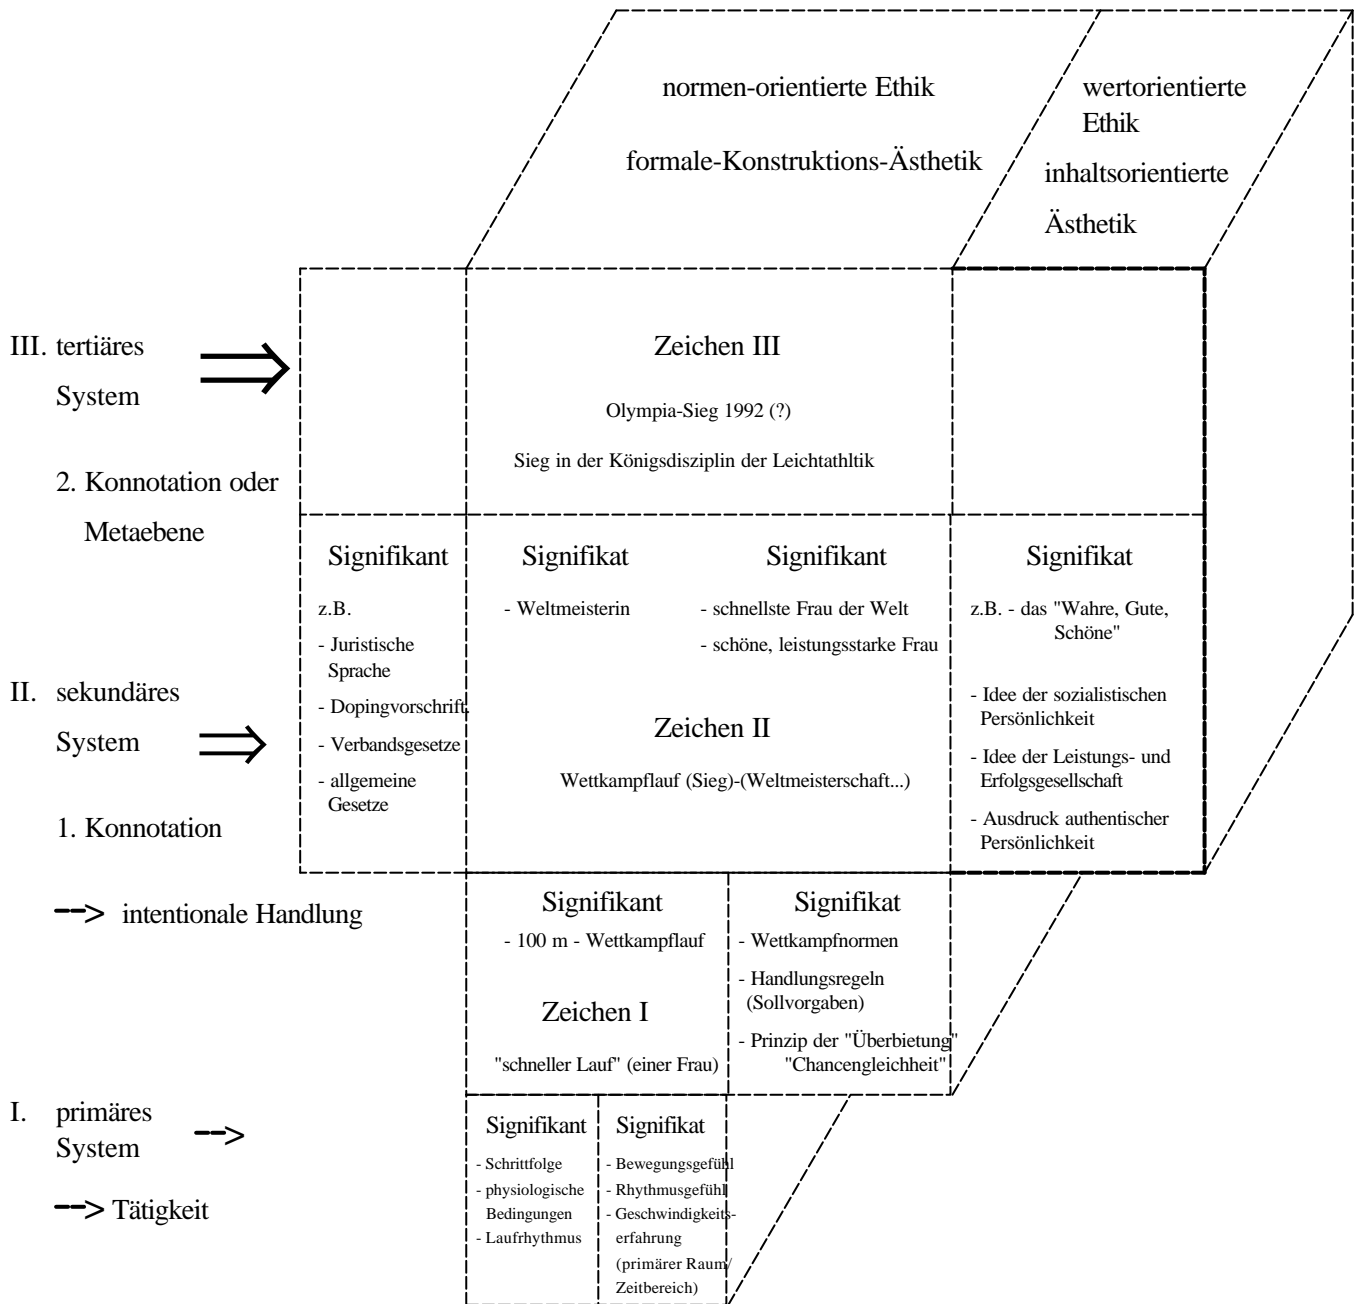 normen-orientierte Ethik
formale-Konstruktions-Ästhetik
wertorientierte
Ethik
inhaltsorientierte
Ästhetik
III. tertiäres
System
2. Konnotation oder
Metaebene
Zeichen III
Olympia-Sieg 1992 (?)
Sieg in der Königsdisziplin der Leichtathltik
II. sekundäres
System
1. Konnotation
--> intentionale Handlung
Signifikant
z.B.
- Juristische
Sprache
- Dopingvorschrift.
- Verbandsgesetze
- allgemeine
Gesetze
Signifikat
- Weltmeisterin
Signifikant
- schnellste Frau der Welt
- schöne, leistungsstarke Frau
Zeichen II
Wettkampflauf (Sieg)-(Weltmeisterschaft...)
Signifikat
z.B. - das "Wahre, Gute,
Schöne"
- Idee der sozialistischen
Persönlichkeit
- Idee der Leistungs- und
Erfolgsgesellschaft
- Ausdruck authentischer
Persönlichkeit
Signifikant
- 100 m - Wettkampflauf
Zeichen I
"schneller Lauf" (einer Frau)
Signifikat
- Wettkampfnormen
- Handlungsregeln
(Sollvorgaben)
- Prinzip der "Überbietung"
"Chancengleichheit"
I. primäres
System -->
--> Tätigkeit
Signifikant
- Schrittfolge
- physiologische
Bedingungen
- Laufrhythmus
Signifikat
- Bewegungsgefühl
- Rhythmusgefühl
- Geschwindigkeits-
erfahrung
(primärer Raum/
Zeitbereich)